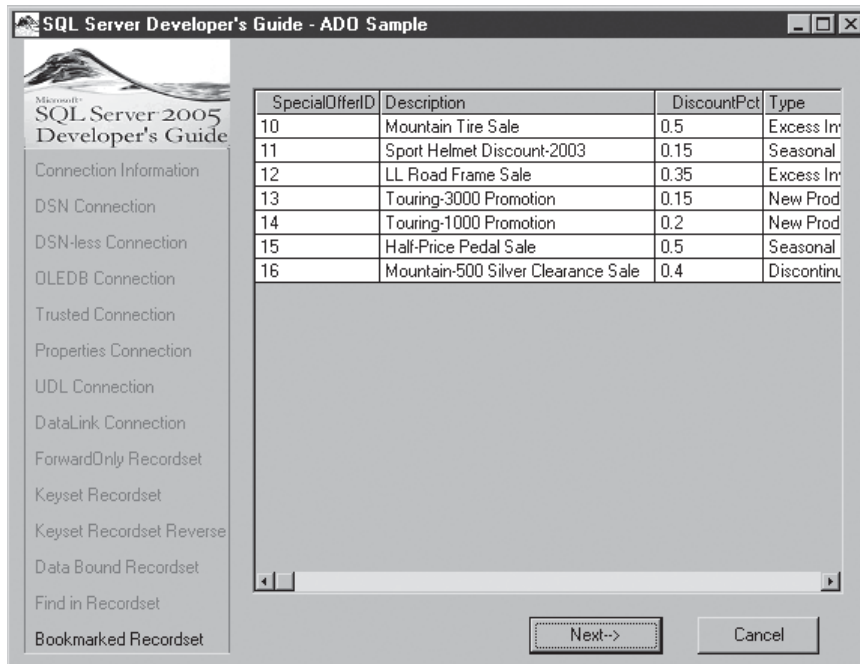 SQL Server Developer's Guide - ADO Sample
Microsoft
SQL Server 2005
Developer's Guide
Connection Information
DSN Connection
DSN-less Connection
OLEDB Connection
Trusted Connection
Properties Connection
UDL Connection
DataLink Connection
ForwardOnly Recordset
Keyset Recordset
Keyset Recordset Reverse
Data Bound Recordset
Find in Recordset
Bookmarked Recordset
SpecialOfferID Description DiscountPct Type
10 Mountain Tire Sale 0.5 Excess Inv
11 Sport Helmet Discount-2003 0.15 Seasonal
12 LL Road Frame Sale 0.35 Excess Inv
13 Touring-3000 Promotion 0.15 New Prod
14 Touring-1000 Promotion 0.2 New Prod
15 Half-Price Pedal Sale 0.5 Seasonal
16 Mountain-500 Silver Clearance Sale 0.4 Discontinu
Next-->
Cancel